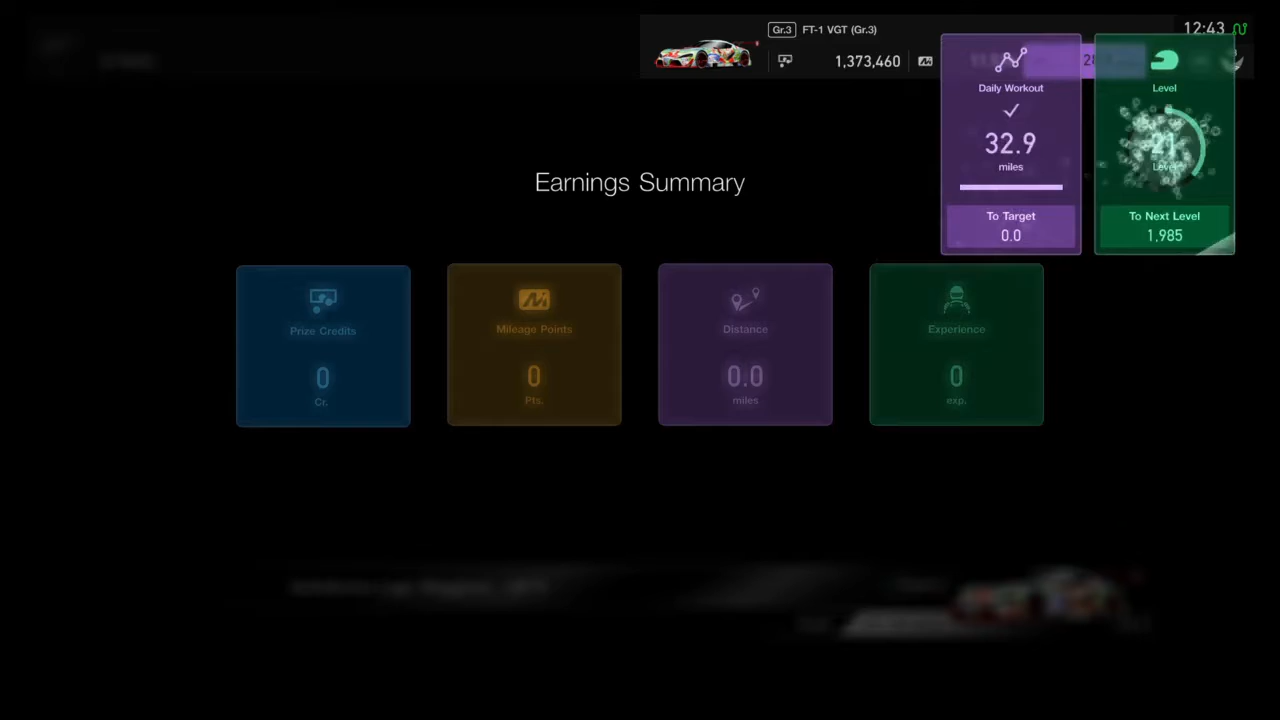 Gr.3 FT-1 VGT (Gr.3)
12:43
1,373,460
Daily Workout
32.9
miles
To Target
0.0
Level
21
Level
To Next Level
1,985
Earnings Summary
Prize Credits
0
Cr.
Mileage Points
0
Pts.
Distance
0.0
miles
Experience
0
exp.